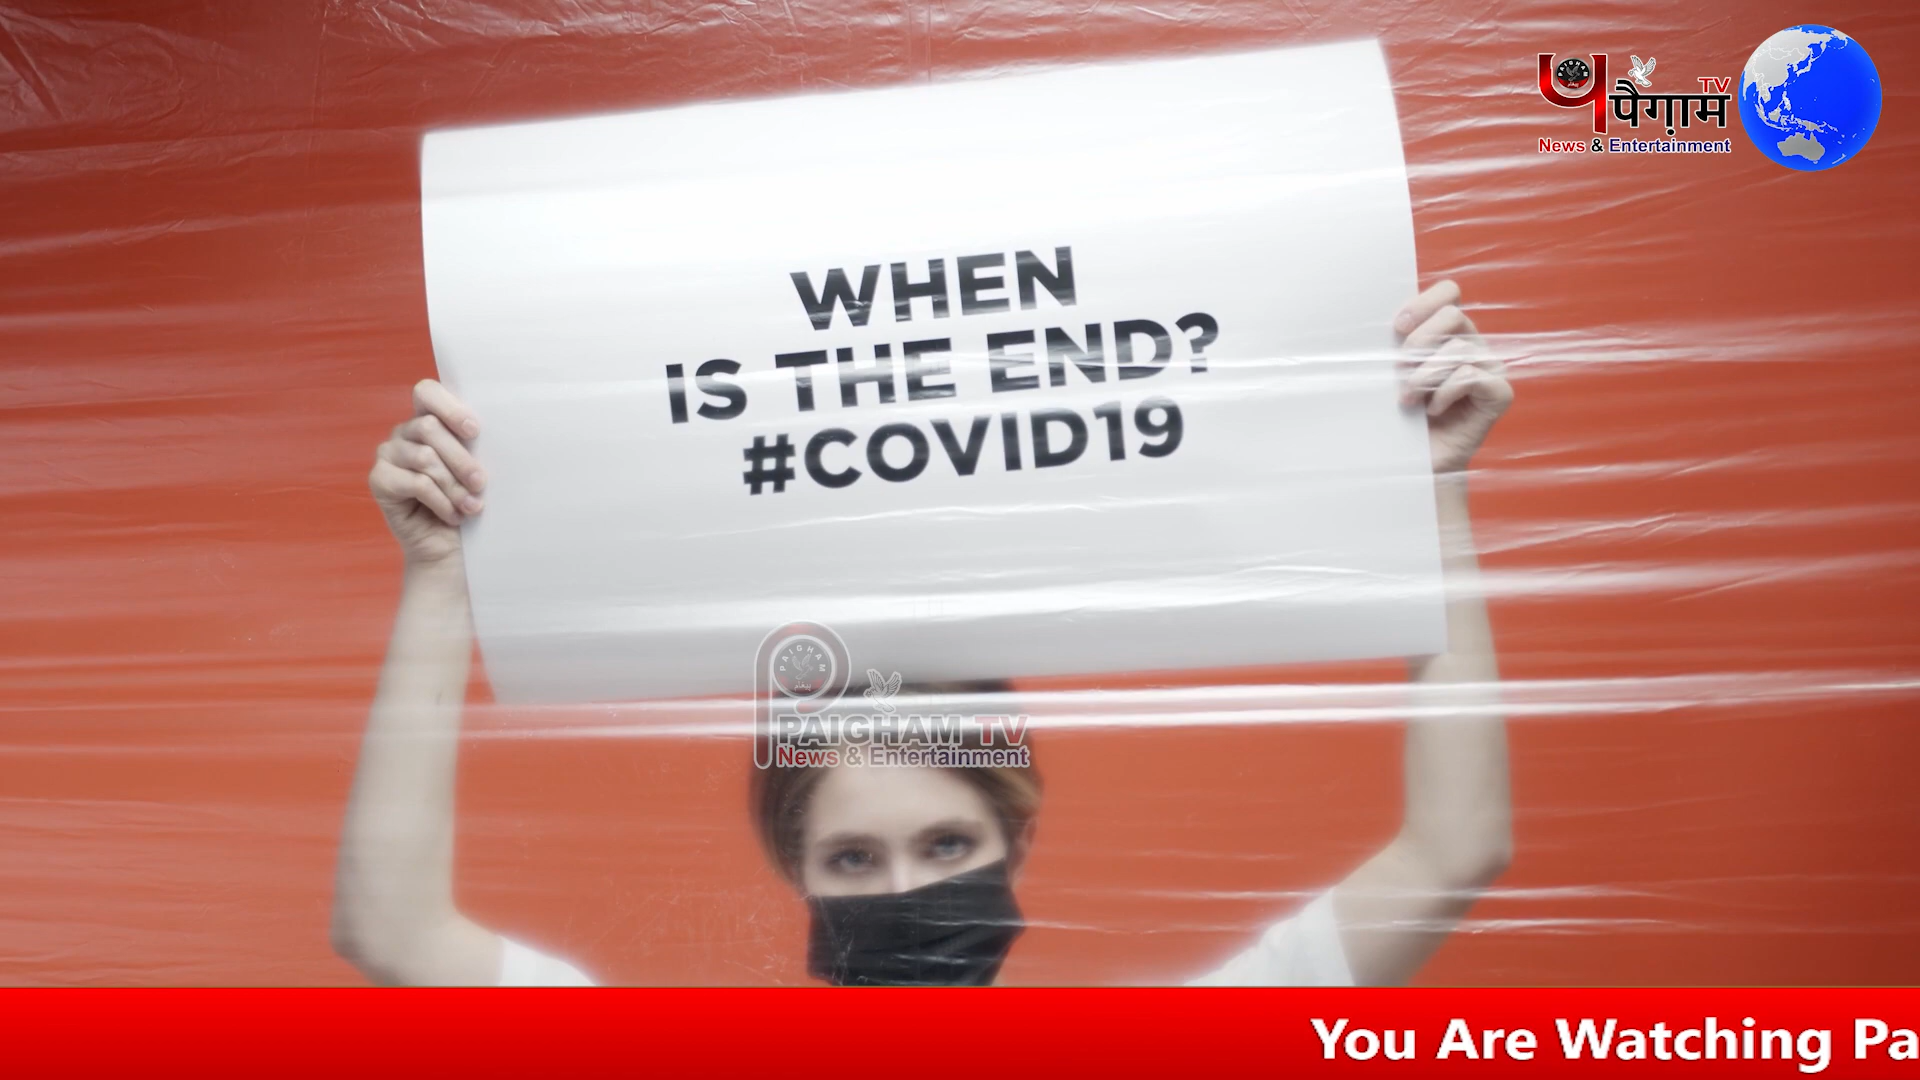 TV
पैग़ाम
News & Entertainment
WHEN
IS THE END?
#COVID19
PAIGHAM
PAIGHAM TV
News & Entertainment
You Are Watching Pa